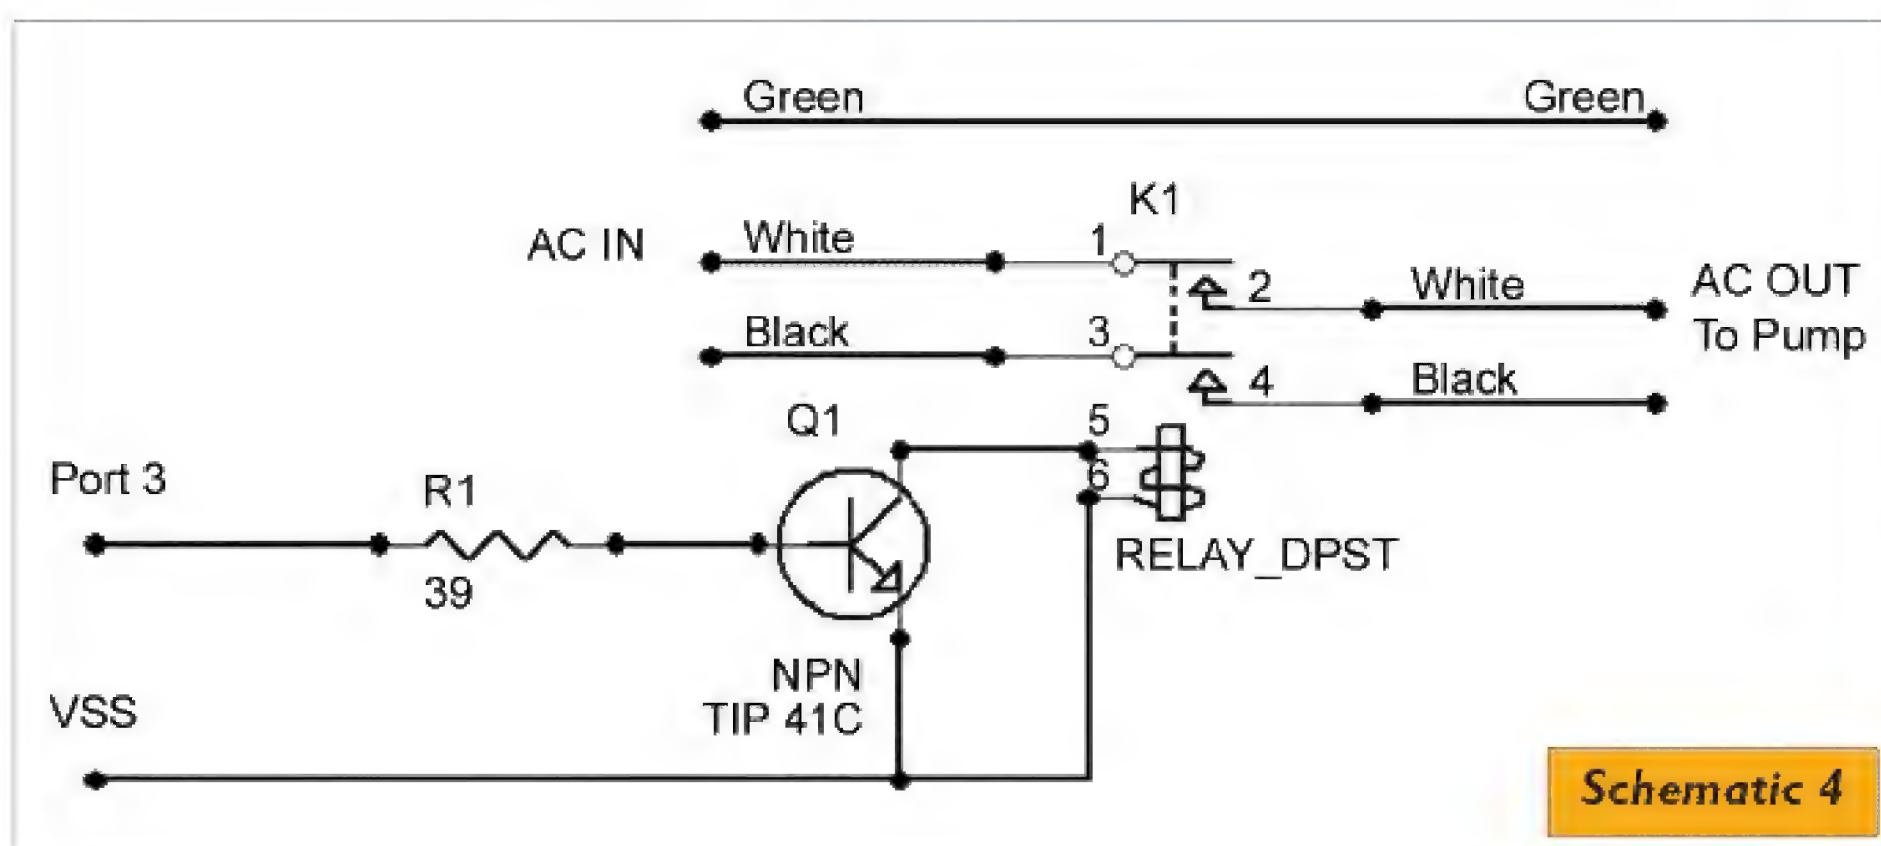 Green Green
K1
AC IN White 1
2 White AC OUT
To Pump
Black 3
4 Black
Q1 5
Port 3 R1 6
39
RELAY_DPST
NPN
TIP 41C
VSS
Schematic 4